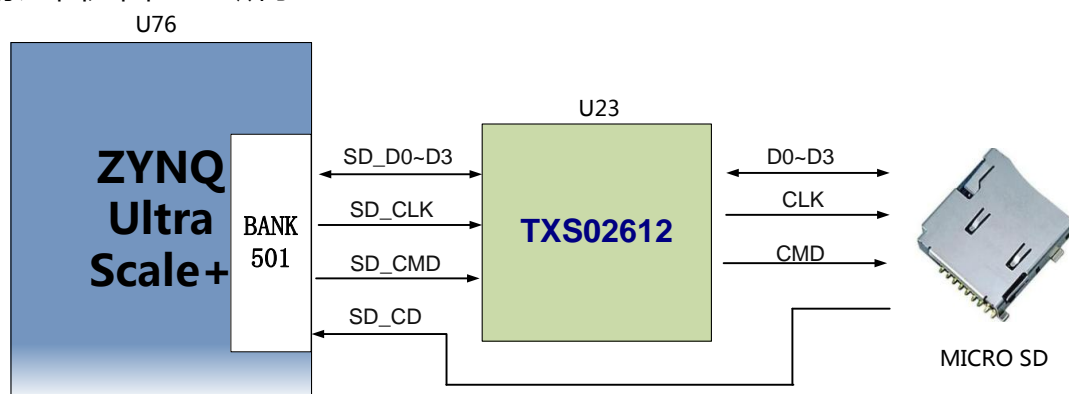 U76
U23
ZYNQ
Ultra
Scale+
BANK
501
SD_D0~D3
SD_CLK
SD_CMD
SD_CD
TXS02612
D0~D3
CLK
CMD
MICRO SD